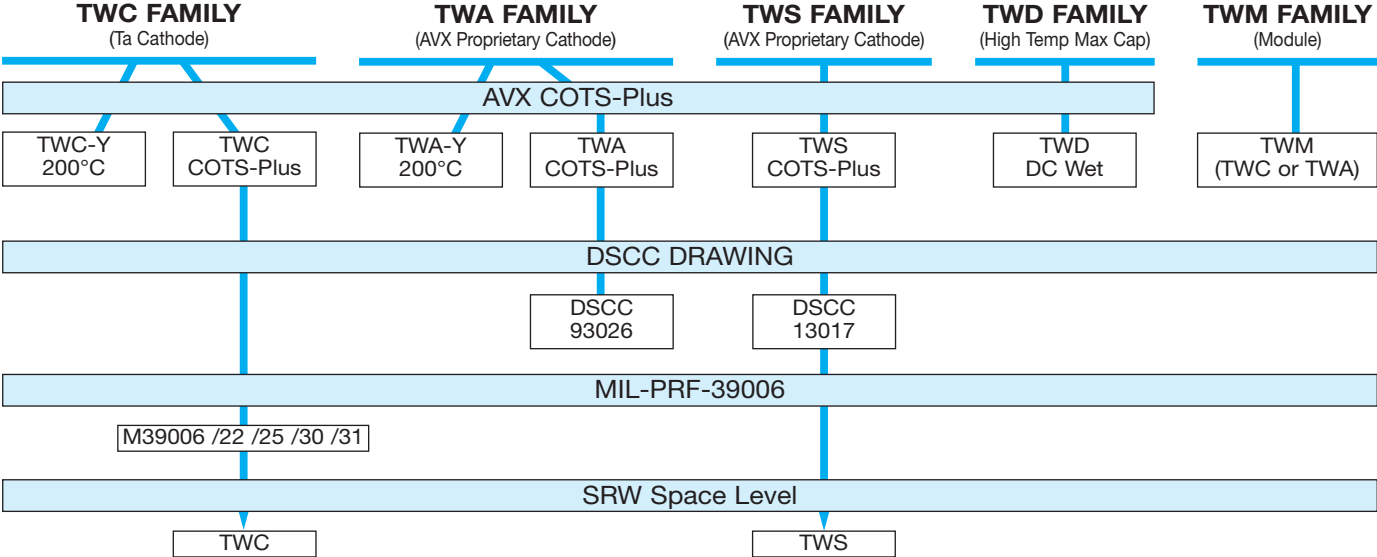 TWC FAMILY
(Ta Cathode)
TWA FAMILY
(AVX Proprietary Cathode)
TWS FAMILY
(AVX Proprietary Cathode)
TWD FAMILY
(High Temp Max Cap)
TWM FAMILY
(Module)
AVX COTS-Plus
TWC-Y
200°C
TWC
COTS-Plus
TWA-Y
200°C
TWA
COTS-Plus
TWS
COTS-Plus
TWD
DC Wet
TWM
(TWC or TWA)
DSCC DRAWING
DSCC
93026
DSCC
13017
MIL-PRF-39006
M39006 /22 /25 /30 /31
SRW Space Level
TWC
TWS